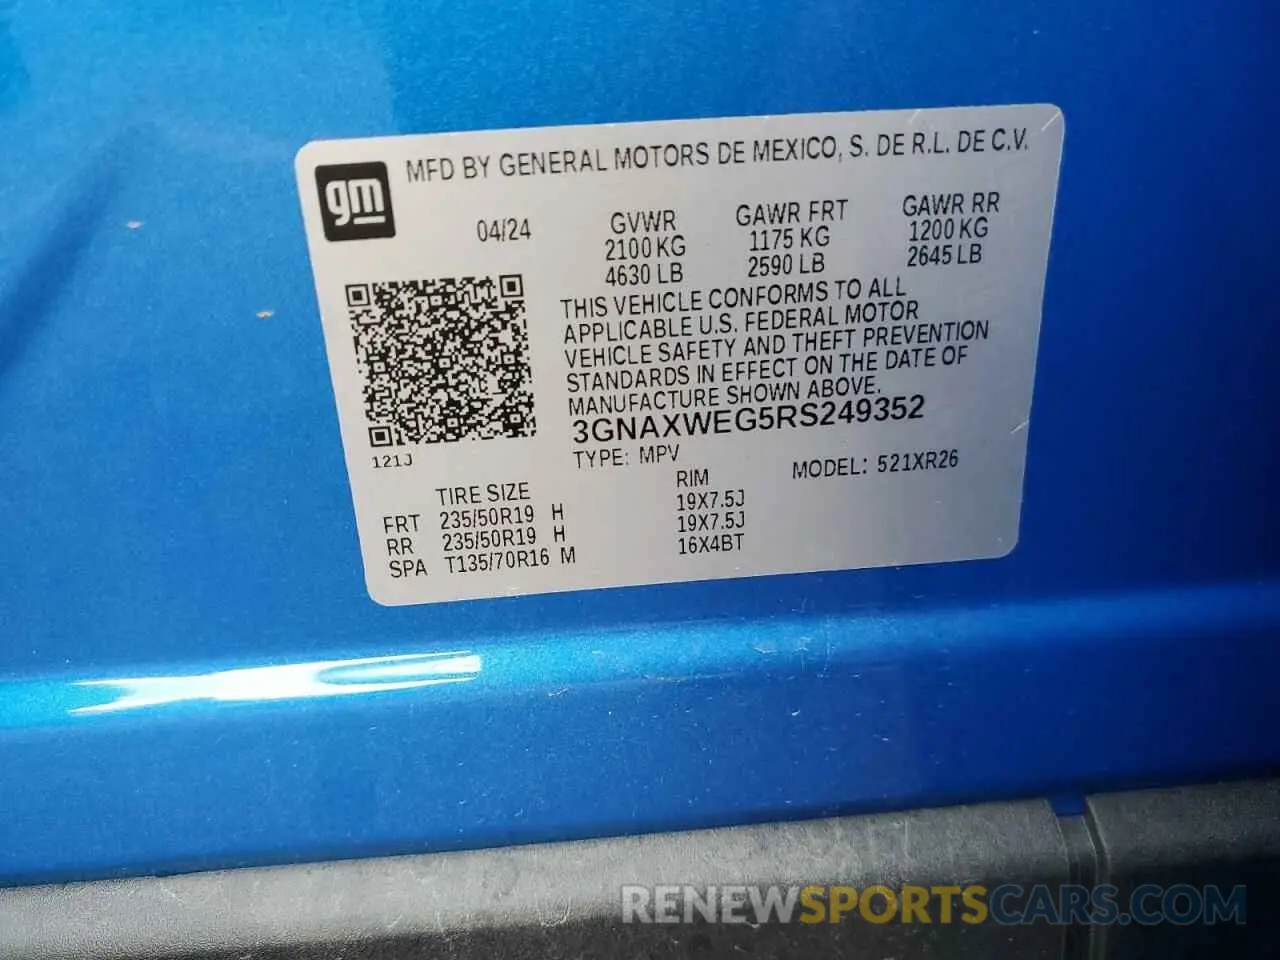 gm
MFD BY GENERAL MOTORS DE MEXICO, S. DE R.L. DE C.V.
04/24 GVWR GAWR FRT GAWR RR
2100 KG 1175 KG 1200 KG
4630 LB 2590 LB 2645 LB
THIS VEHICLE CONFORMS TO ALL
APPLICABLE U.S. FEDERAL MOTOR
VEHICLE SAFETY AND THEFT PREVENTION
STANDARDS IN EFFECT ON THE DATE OF
MANUFACTURE SHOWN ABOVE.
3GNAXWEG5RS249352
121J
TYPE: MPV MODEL: 521XR26
TIRE SIZE RIM
FRT 235/50R19 H 19X7.5J
RR 235/50R19 H 19X7.5J
SPA T135/70R16 M 16X4BT
RENEWSPORTSCARS.COM